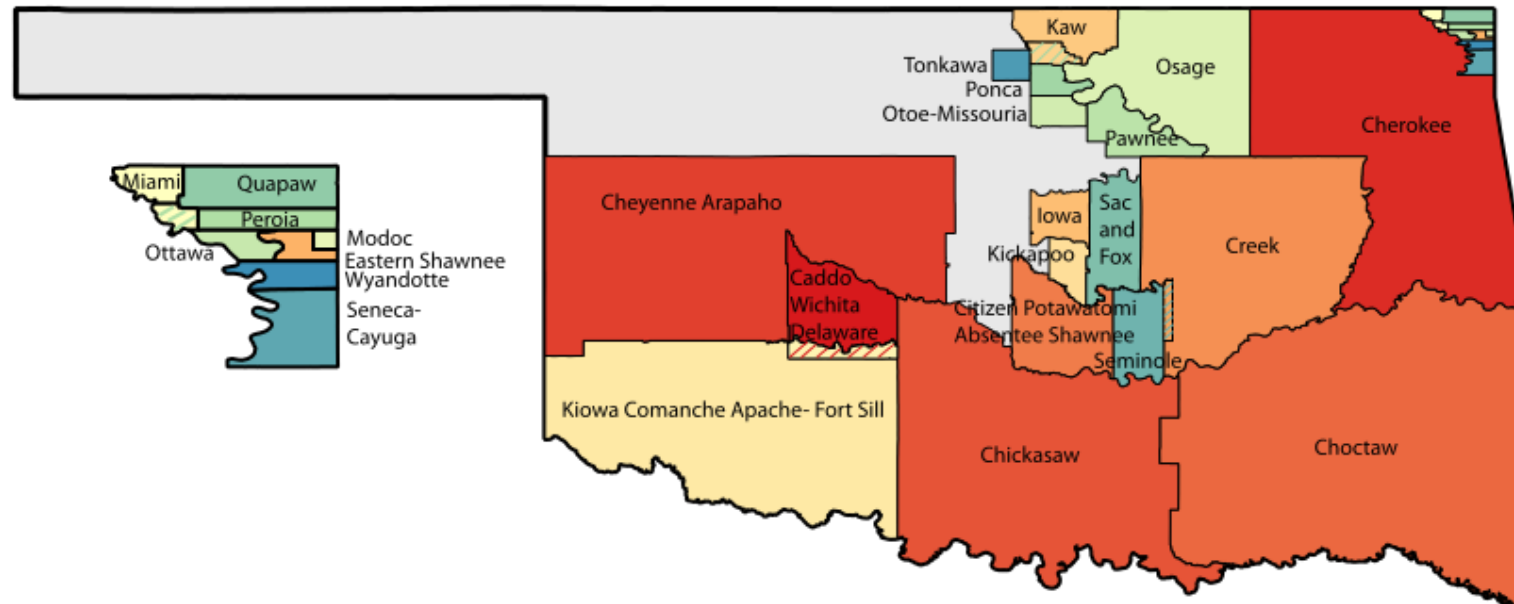 Kaw
Tonkawa
Osage
Ponca
Otoe-Missouria
Cherokee
Pawnee
Miami
Quapaw
Peroia
Ottawa
Modoc
Eastern Shawnee
Wyandotte
Seneca-
Cayuga
Cheyenne Arapaho
Iowa
Sac
and
Fox
Kickapoo
Creek
Caddo
Wichita
Delaware
Citizen Potawatomi
Absentee Shawnee
Seminole
Kiowa Comanche Apache- Fort Sill
Chickasaw
Choctaw